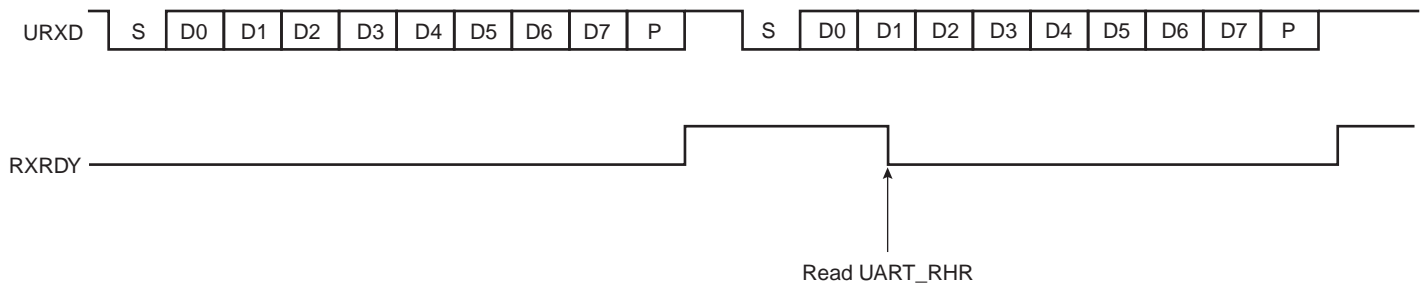 URXD S D0 D1 D2 D3 D4 D5 D6 D7 P S D0 D1 D2 D3 D4 D5 D6 D7 P
RXRDY
Read UART_RHR